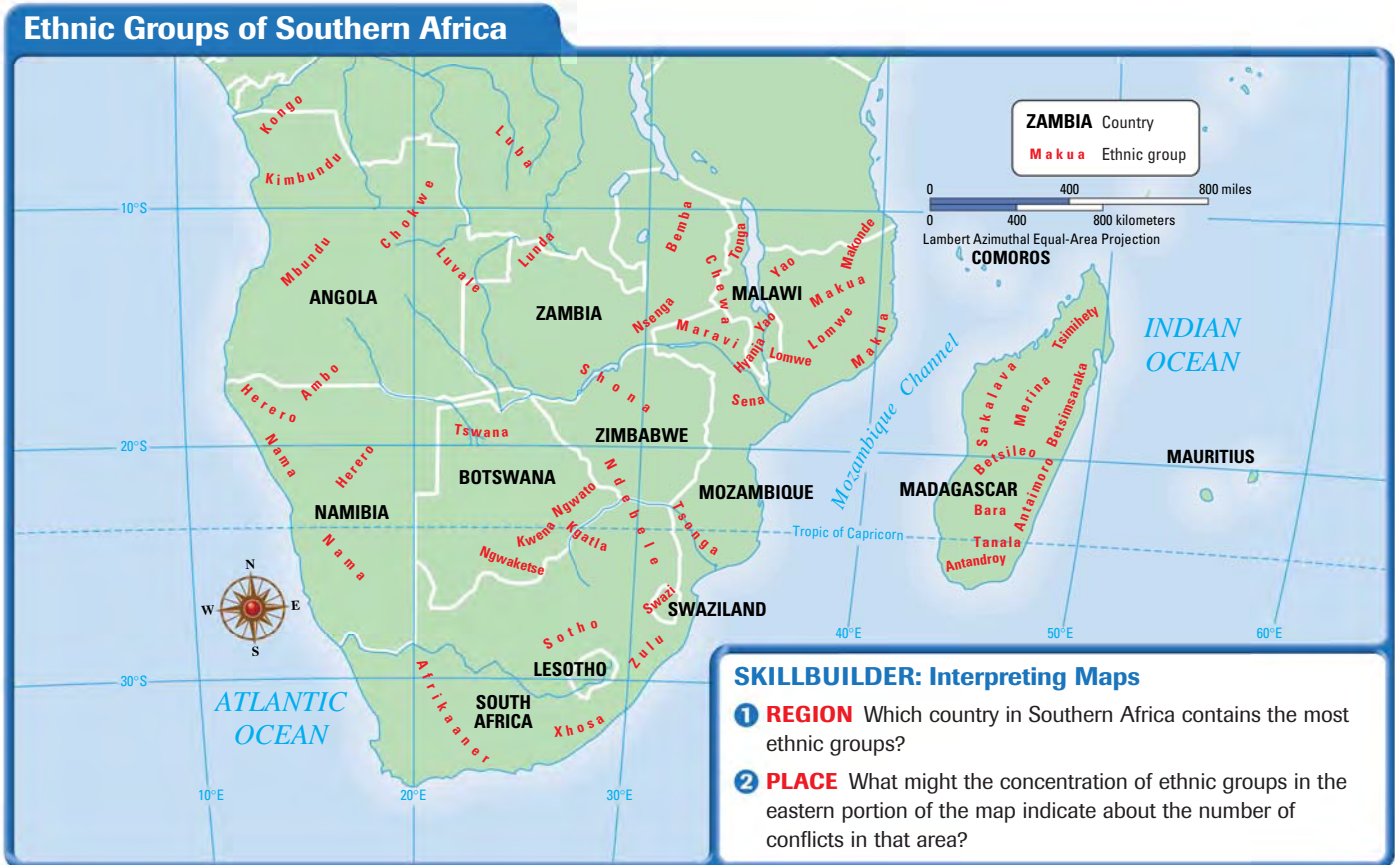 Ethnic Groups of Southern Africa
Kongo
Luba
Kimbundu
ZAMBIA Country
Makua Ethnic group
0 400 800 miles
0 400 800 kilometers
Lambert Azimuthal Equal-Area Projection
COMOROS
10°S
Chokwe
Bemba
Tonga
Makonde
Mbundu
Luvale
Lunda
Chewa
Yao
Makua
ANGOLA
ZAMBIA
MALAWI
Nsenga
Maravi
Yao
Lomwe
Makua
Hyanja
Lomwe
Tsimihety
INDIAN
OCEAN
Mozambique Channel
Ambo
Herero
Shona
Sena
Sakalava
Merina
Betsimsaraka
Tswana
ZIMBABWE
20°S
Nama
Herero
BOTSWANA
Ndebele
MOZAMBIQUE
Betsileo
MAURITIUS
MADAGASCAR
Antaimoro
NAMIBIA
Ngwato
Kwena
Kgatla
Tsonga
Bara
Tropic of Capricorn
Nama
Ngwaketse
Tanala
Antandroy
N
W E
S
Swazi
SWAZILAND
Sotho
Zulu
40°E 50°E 60°E
LESOTHO
30°S
Afrikaaner
SOUTH
AFRICA
Xhosa
ATLANTIC
OCEAN
10°E 20°E 30°E
SKILLBUILDER: Interpreting Maps
1 REGION Which country in Southern Africa contains the most
ethnic groups?
2 PLACE What might the concentration of ethnic groups in the
eastern portion of the map indicate about the number of
conflicts in that area?